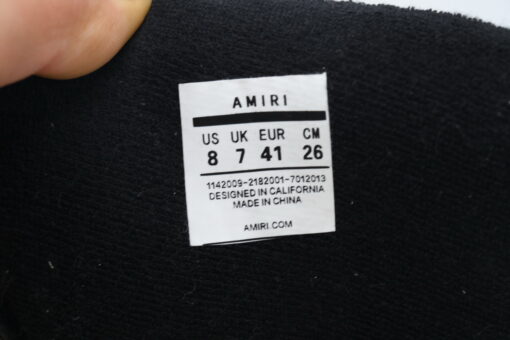 AMIRI
US UK EUR CM
8 7 41 26
1142009-2182001-7012013
DESIGNED IN CALIFORNIA
MADE IN CHINA
AMIRI.COM